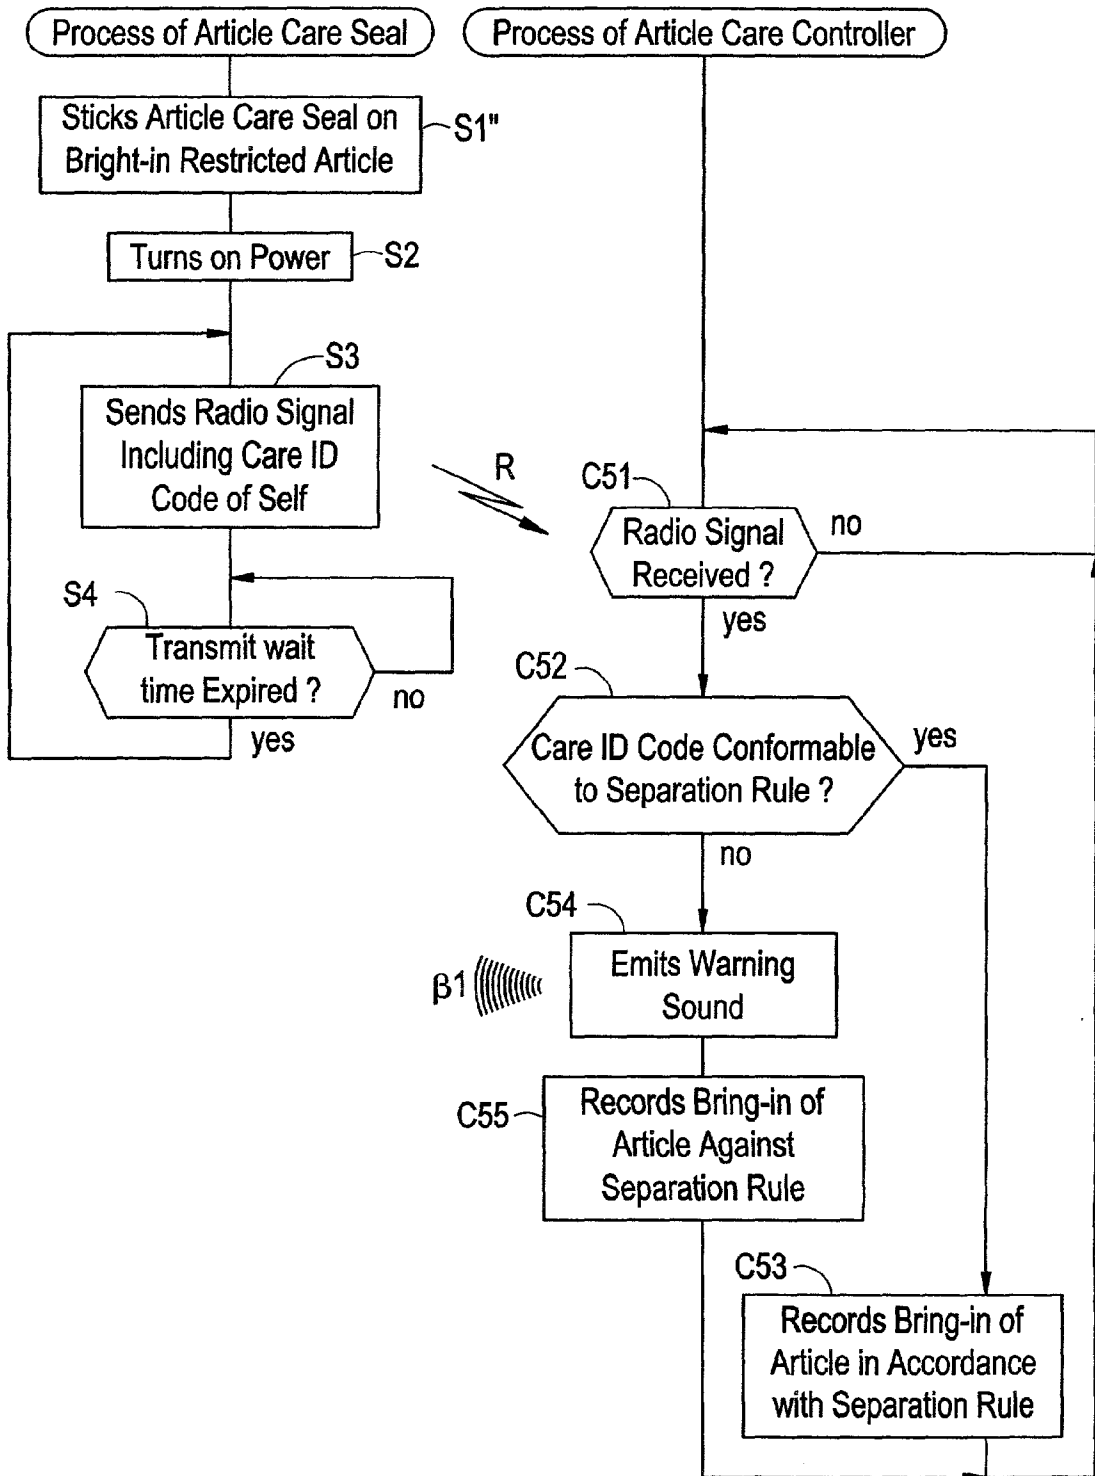 Process of Article Care Seal
Process of Article Care Controller
Sticks Article Care Seal on
Bright-in Restricted Article
S1"
Turns on Power
S2
S3
Sends Radio Signal
Including Care ID
Code of Self
R
S4
Transmit wait
time Expired ?
no
yes
C51
Radio Signal
Received ?
no
yes
C52
Care ID Code Conformable
to Separation Rule ?
yes
no
C54
β1
Emits Warning
Sound
C55
Records Bring-in of
Article Against
Separation Rule
C53
Records Bring-in of
Article in Accordance
with Separation Rule